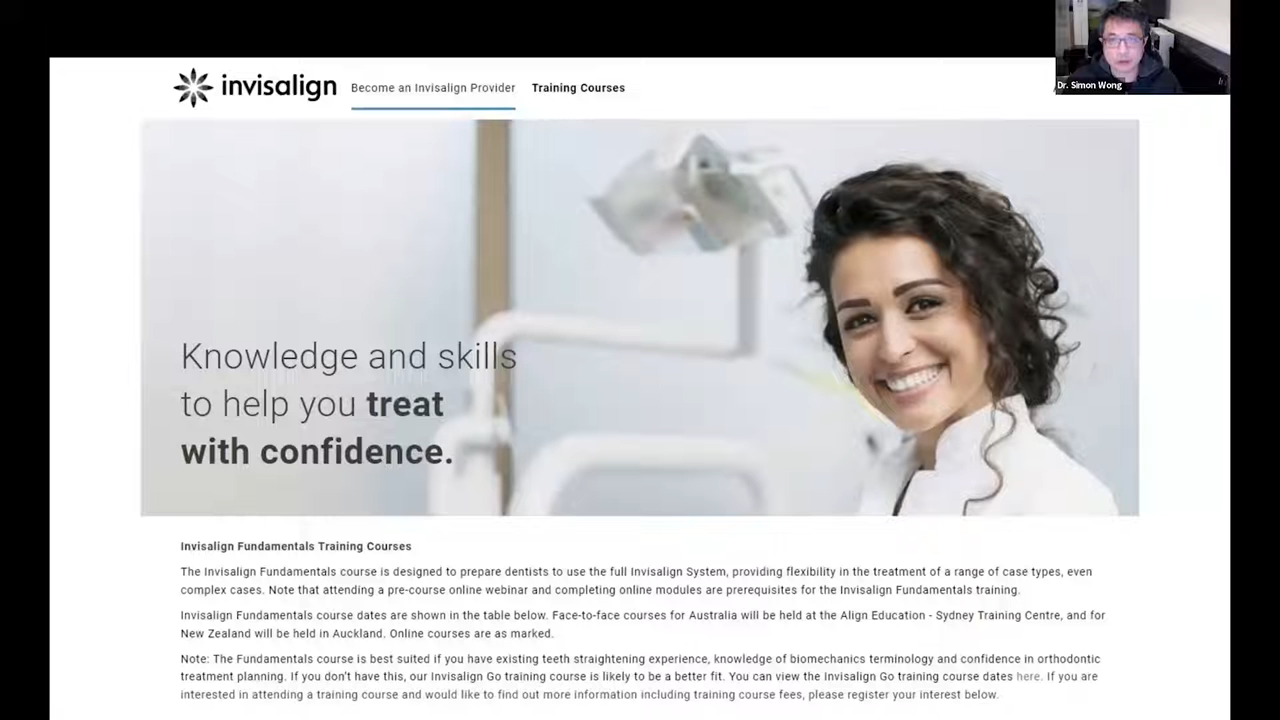 Dr. Simon Wong
invisalign
Become an Invisalign Provider
Training Courses
Knowledge and skills
to help you treat
with confidence.
Invisalign Fundamentals Training Courses
The Invisalign Fundamentals course is designed to prepare dentists to use the full Invisalign System, providing flexibility in the treatment of a range of case types, even
complex cases. Note that attending a pre-course online webinar and completing online modules are prerequisites for the Invisalign Fundamentals training.
Invisalign Fundamentals course dates are shown in the table below. Face-to-face courses for Australia will be held at the Align Education - Sydney Training Centre, and for
New Zealand will be held in Auckland. Online courses are as marked.
Note: The Fundamentals course is best suited if you have existing teeth straightening experience, knowledge of biomechanics terminology and confidence in orthodontic
treatment planning. If you don't have this, our Invisalign Go training course is likely to be a better fit. You can view the Invisalign Go training course dates here. If you are
interested in attending a training course and would like to find out more information including training course fees, please register your interest below.